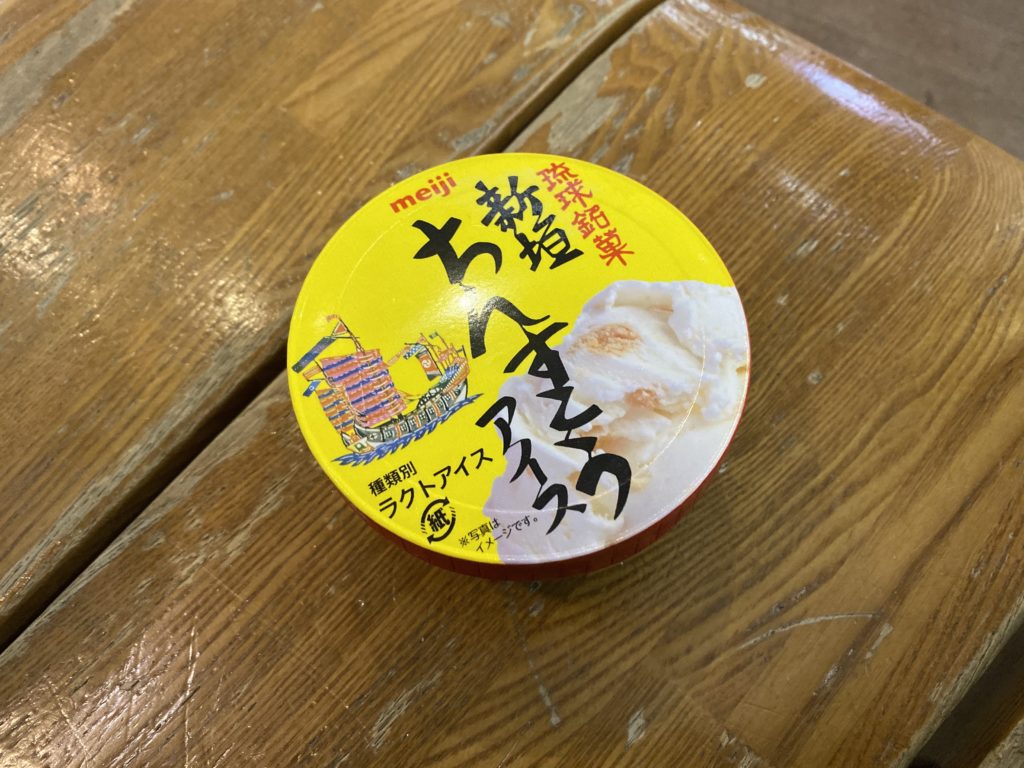 meiji
琉球銘菓
新垣
ちんすこう
アイス
種類別
ラクトアイス
紙
※写真は
イメージです。